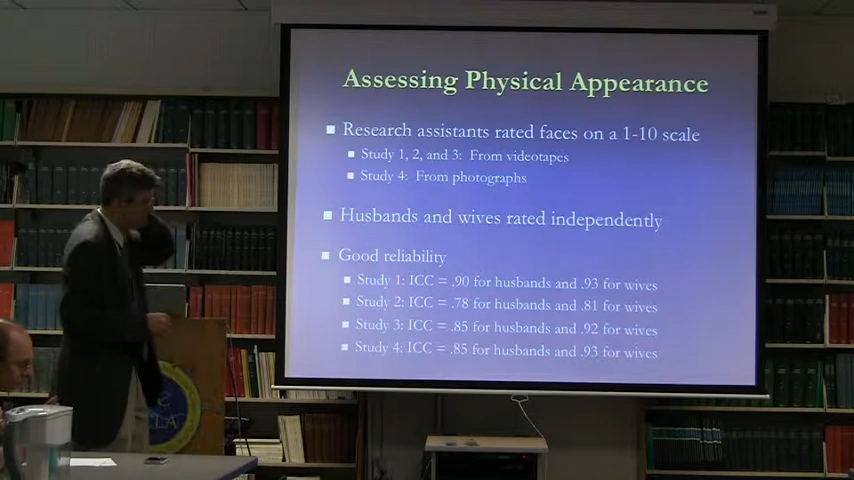 Assessing Physical Appearance
Research assistants rated faces on a 1-10 scale
Study 1, 2, and 3: From videotapes
Study 4: From photographs
Husbands and wives rated independently
Good reliability
Study 1: ICC = .90 for husbands and .93 for wives
Study 2: ICC = .78 for husbands and .81 for wives
Study 3: ICC = .85 for husbands and .92 for wives
Study 4: ICC = .85 for husbands and .93 for wives
LA